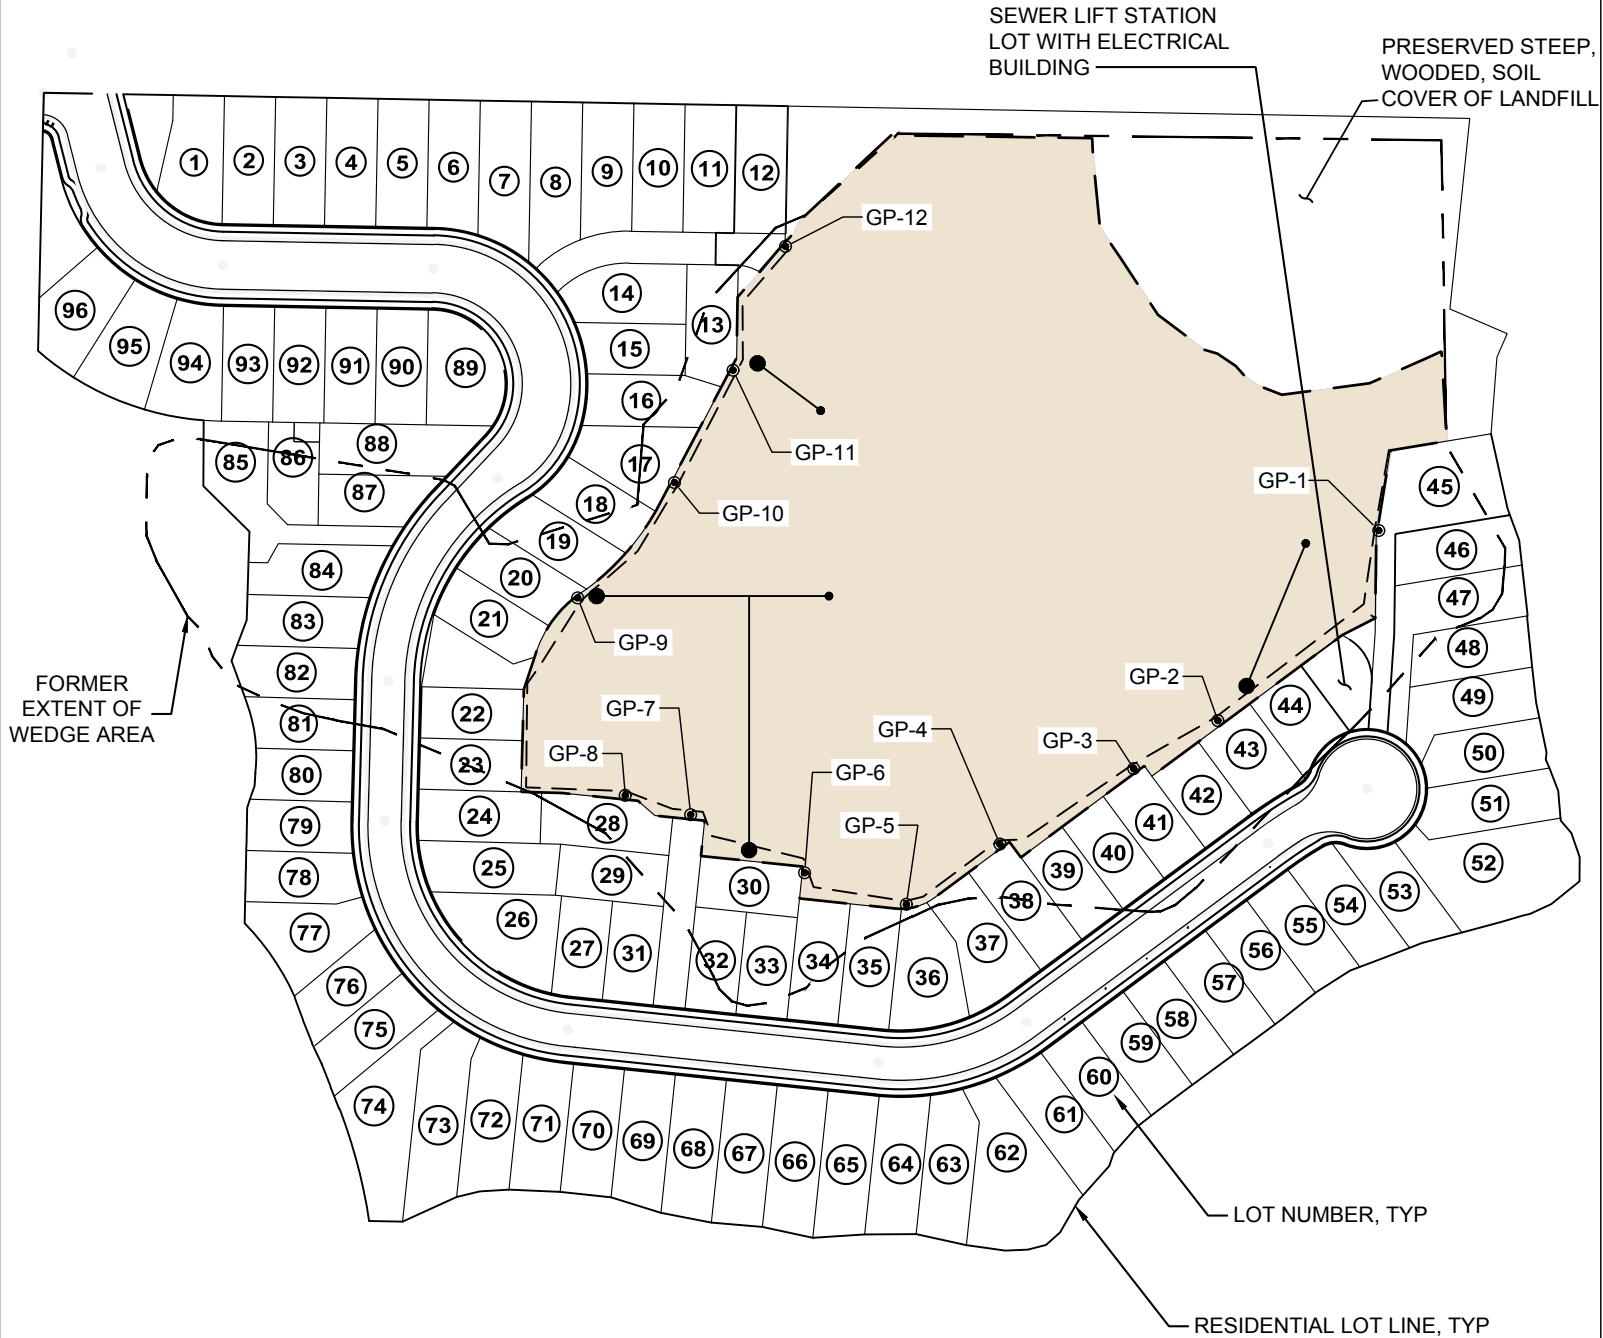 SEWER LIFT STATION
LOT WITH ELECTRICAL
BUILDING
PRESERVED STEEP,
WOODED, SOIL
COVER OF LANDFILL
1 2 3 4 5 6 7 8 9 10 11 12
GP-12
96 95 94 93 92 91 90 89
14
13
15
16
GP-11
17
GP-10
18
19
20
21
GP-9
85 86 88
87
84
83
82
81
80
79
78
77
76
75
74
FORMER
EXTENT OF
WEDGE AREA
22
23
24
25
26
27
28
29
30
31
32
33
34
35
36
37
38
39
40
41
42
43
44
GP-8
GP-7
GP-6
GP-5
GP-4
GP-3
GP-2
GP-1
45
46
47
48
49
50
51
52
53
54
55
56
57
58
59
60
61
62
73 72 71 70 69 68 67 66 65 64 63
LOT NUMBER, TYP
RESIDENTIAL LOT LINE, TYP